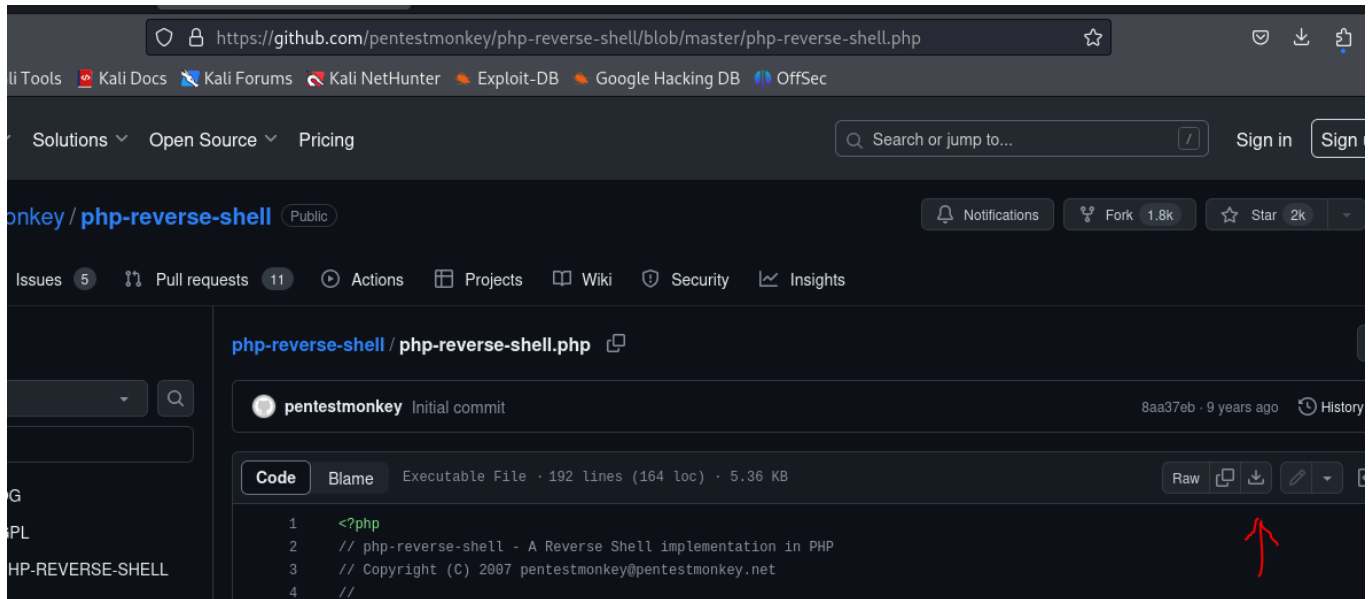 https://github.com/pentestmonkey/php-reverse-shell/blob/master/php-reverse-shell.php
li Tools Kali Docs Kali Forums Kali NetHunter Exploit-DB Google Hacking DB OffSec
Solutions Open Source Pricing Search or jump to... / Sign in Sign
onkey / php-reverse-shell Public Notifications Fork 1.8k Star 2k
Issues 5 Pull requests 11 Actions Projects Wiki Security Insights
php-reverse-shell / php-reverse-shell.php
pentestmonkey Initial commit 8aa37eb · 9 years ago History
Code Blame Executable File · 192 lines (164 loc) · 5.36 KB Raw
G
1 <?php
2 // php-reverse-shell - A Reverse Shell implementation in PHP
PL
3 // Copyright (C) 2007 pentestmonkey@pentestmonkey.net
HP-REVERSE-SHELL
4 //